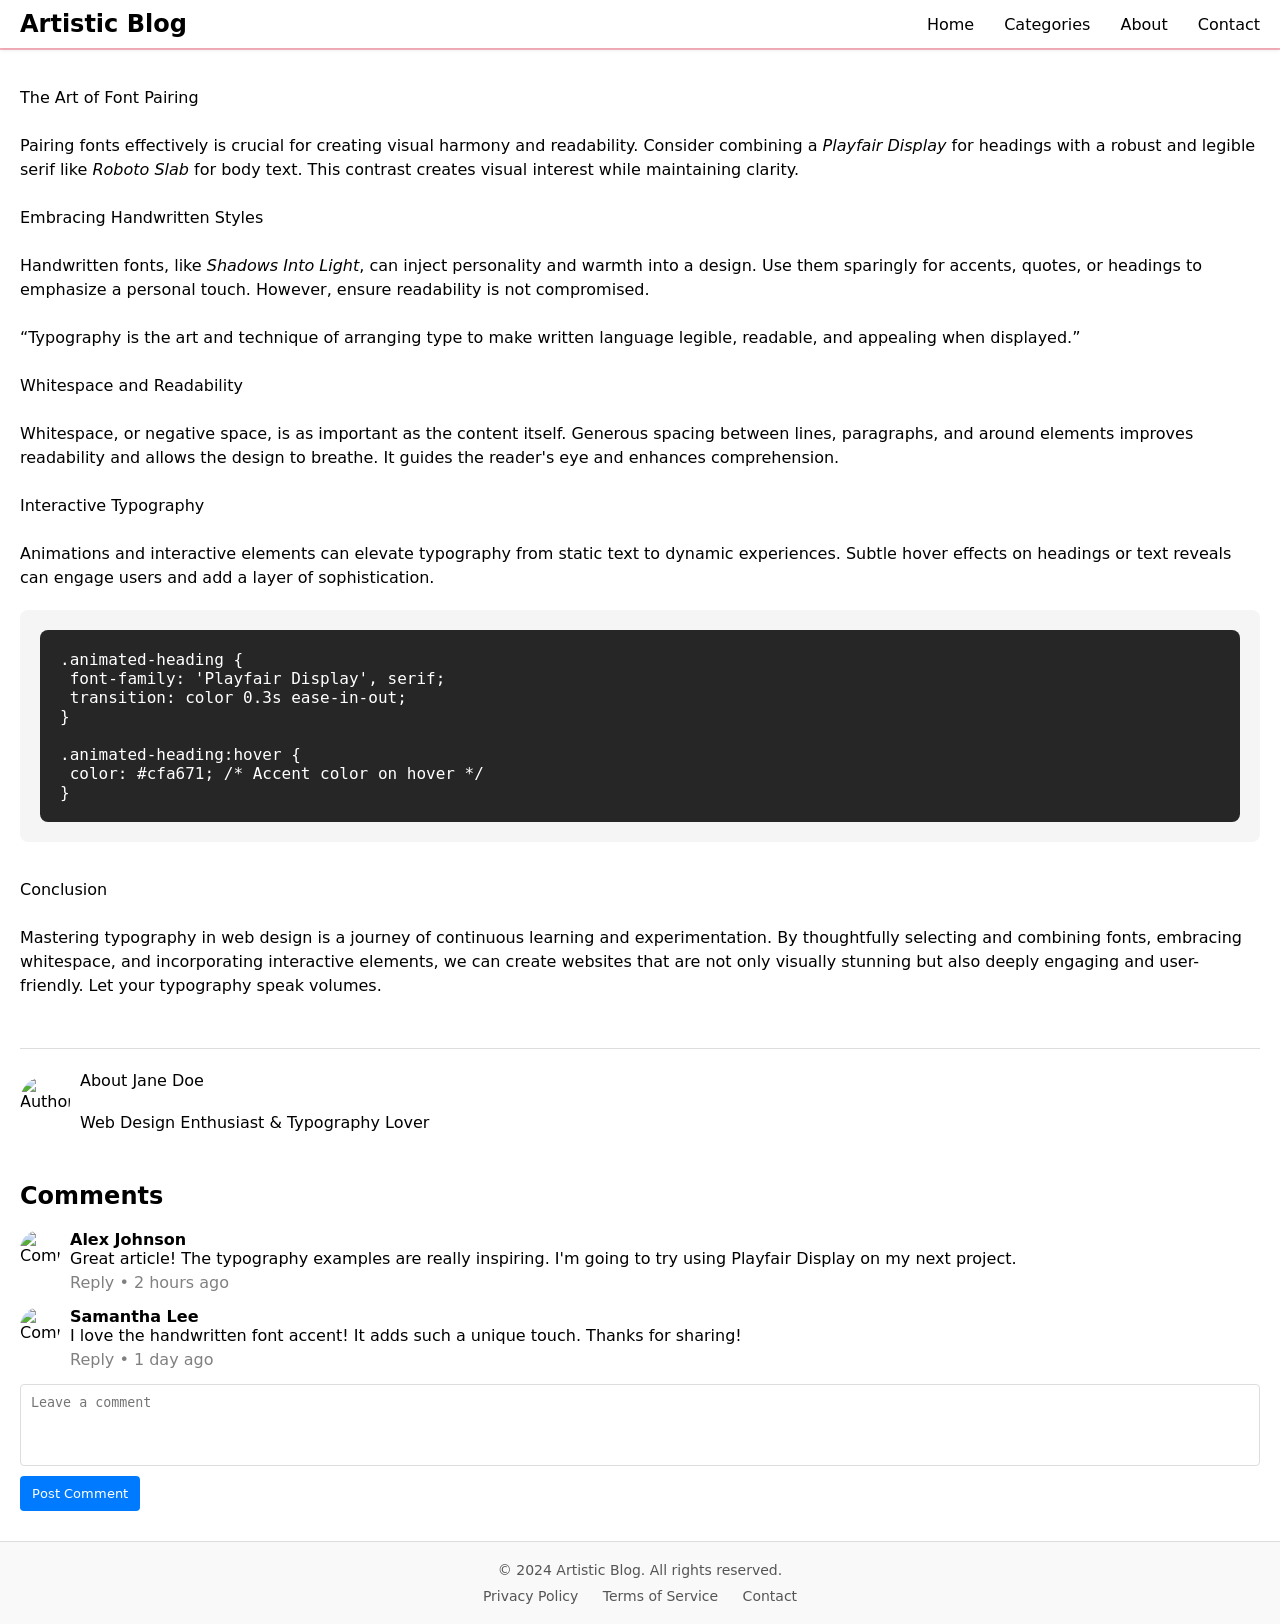 Artistic Blog
Home Categories About Contact
The Art of Font Pairing
Pairing fonts effectively is crucial for creating visual harmony and readability. Consider combining a Playfair Display for headings with a robust and legible
serif like Roboto Slab for body text. This contrast creates visual interest while maintaining clarity.
Embracing Handwritten Styles
Handwritten fonts, like Shadows Into Light, can inject personality and warmth into a design. Use them sparingly for accents, quotes, or headings to
emphasize a personal touch. However, ensure readability is not compromised.
“Typography is the art and technique of arranging type to make written language legible, readable, and appealing when displayed.”
Whitespace and Readability
Whitespace, or negative space, is as important as the content itself. Generous spacing between lines, paragraphs, and around elements improves
readability and allows the design to breathe. It guides the reader's eye and enhances comprehension.
Interactive Typography
Animations and interactive elements can elevate typography from static text to dynamic experiences. Subtle hover effects on headings or text reveals
can engage users and add a layer of sophistication.
.animated-heading {
 font-family: 'Playfair Display', serif;
 transition: color 0.3s ease-in-out;
}
.animated-heading:hover {
 color: #cfa671; /* Accent color on hover */
}
Conclusion
Mastering typography in web design is a journey of continuous learning and experimentation. By thoughtfully selecting and combining fonts, embracing
whitespace, and incorporating interactive elements, we can create websites that are not only visually stunning but also deeply engaging and user-
friendly. Let your typography speak volumes.
Author
About Jane Doe
Web Design Enthusiast & Typography Lover
Comments
Alex Johnson
Great article! The typography examples are really inspiring. I'm going to try using Playfair Display on my next project.
Reply • 2 hours ago
Samantha Lee
I love the handwritten font accent! It adds such a unique touch. Thanks for sharing!
Reply • 1 day ago
Leave a comment
Post Comment
© 2024 Artistic Blog. All rights reserved.
Privacy Policy Terms of Service Contact